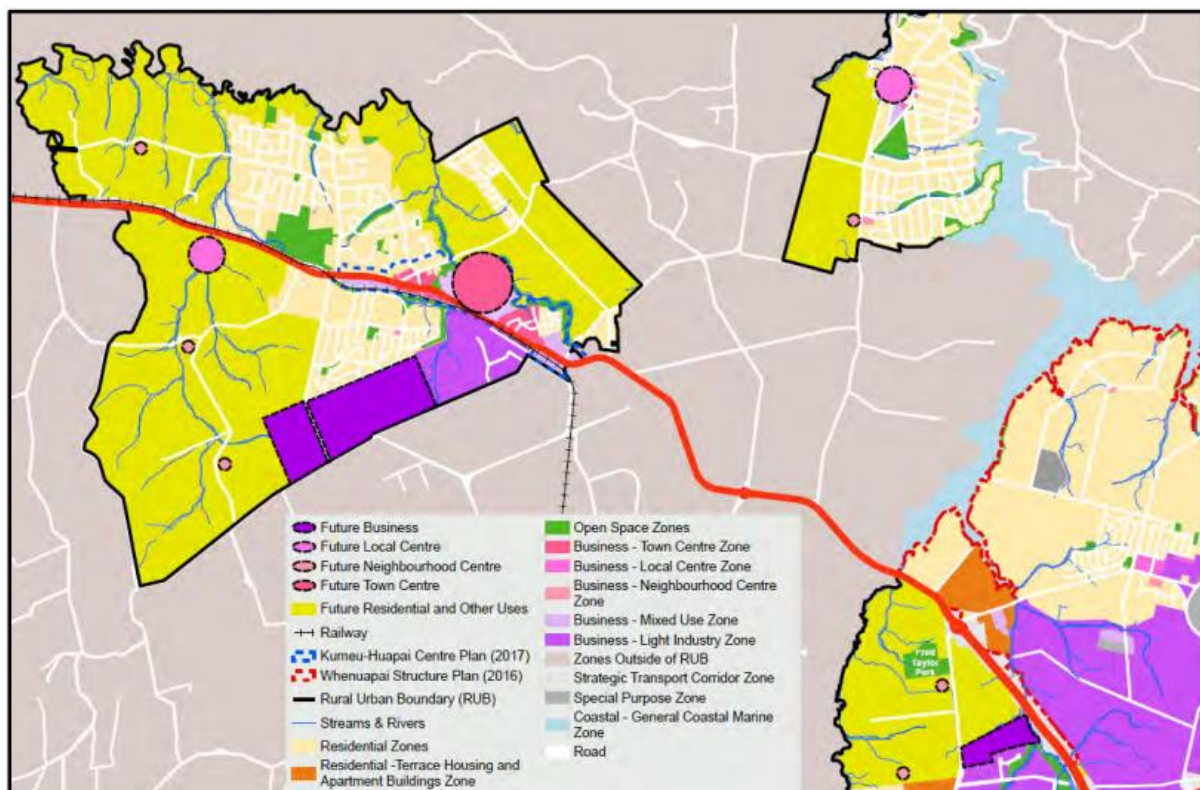 Fred
Taylor
Park
Future Business
Future Local Centre
Future Neighbourhood Centre
Future Town Centre
Future Residential and Other Uses
Railway
Kumeu-Huapai Centre Plan (2017)
Whenuapai Structure Plan (2016)
Rural Urban Boundary (RUB)
Streams & Rivers
Residential Zones
Residential -Terrace Housing and
Apartment Buildings Zone
Open Space Zones
Business - Town Centre Zone
Business - Local Centre Zone
Business - Neighbourhood Centre
Zone
Business - Mixed Use Zone
Business - Light Industry Zone
Zones Outside of RUB
Strategic Transport Corridor Zone
Special Purpose Zone
Coastal - General Coastal Marine
Zone
Road